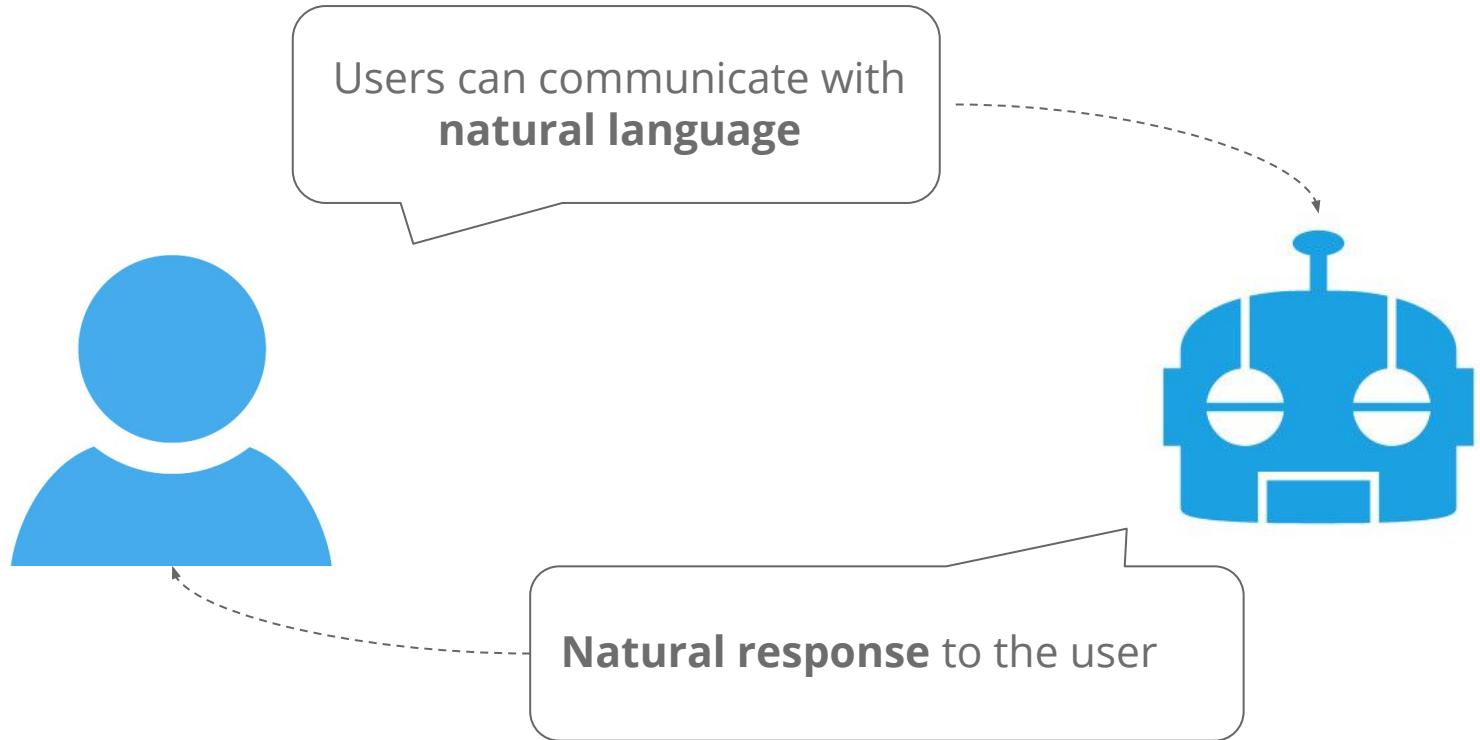 Users can communicate with
natural language
Natural response to the user